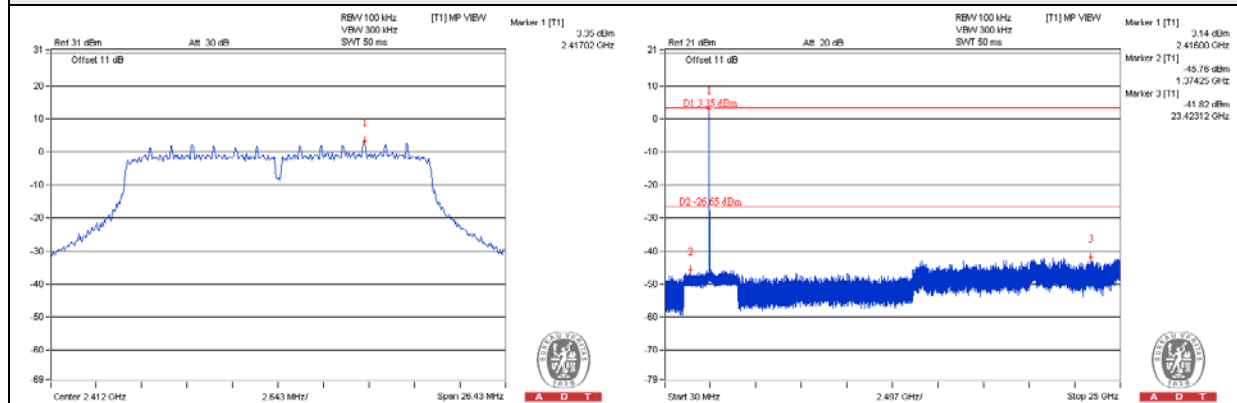 RBW 100 kHz [T1] MP VIEW
VBW 300 kHz
Ref 31 dBm Att 30 dB SWT 50 ms
Marker 1 [T1]
3.35 dBm
2.41702 GHz
31
Offset 11 dB
20
10
1
0
-10
-20
-30
-40
-50
-60
-69
Center 2.412 GHz 2.643 MHz/ Span 26.43 MHz
BUREAU VERITAS
1828
A D T
RBW 100 kHz [T1] MP VIEW
VBW 300 kHz
Ref 21 dBm Att 20 dB SWT 50 ms
Marker 1 [T1]
3.14 dBm
2.41600 GHz
Marker 2 [T1]
-45.76 dBm
1.37425 GHz
Marker 3 [T1]
-41.82 dBm
23.42312 GHz
21
Offset 11 dB
10
1
D1 3.35 dBm
0
-10
-20
D2 -26.65 dBm
-30
2
3
-40
-50
-60
-70
-79
Start 30 MHz 2.497 GHz/ Stop 25 GHz
BUREAU VERITAS
1828
A D T